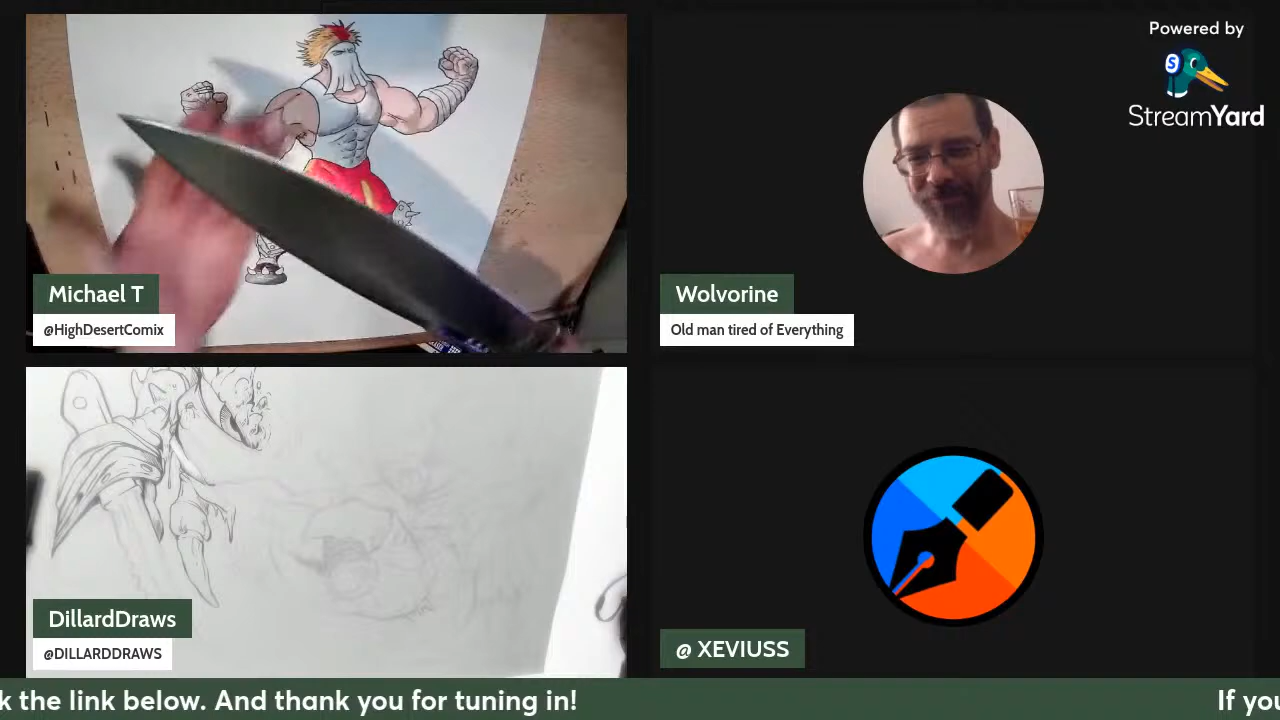 Powered by
StreamYard
Michael T
@HighDesertComix
Wolvorine
Old man tired of Everything
DillardDraws
@DILLARDDRAWS
@ XEVIUSS
k the link below. And thank you for tuning in!
If you